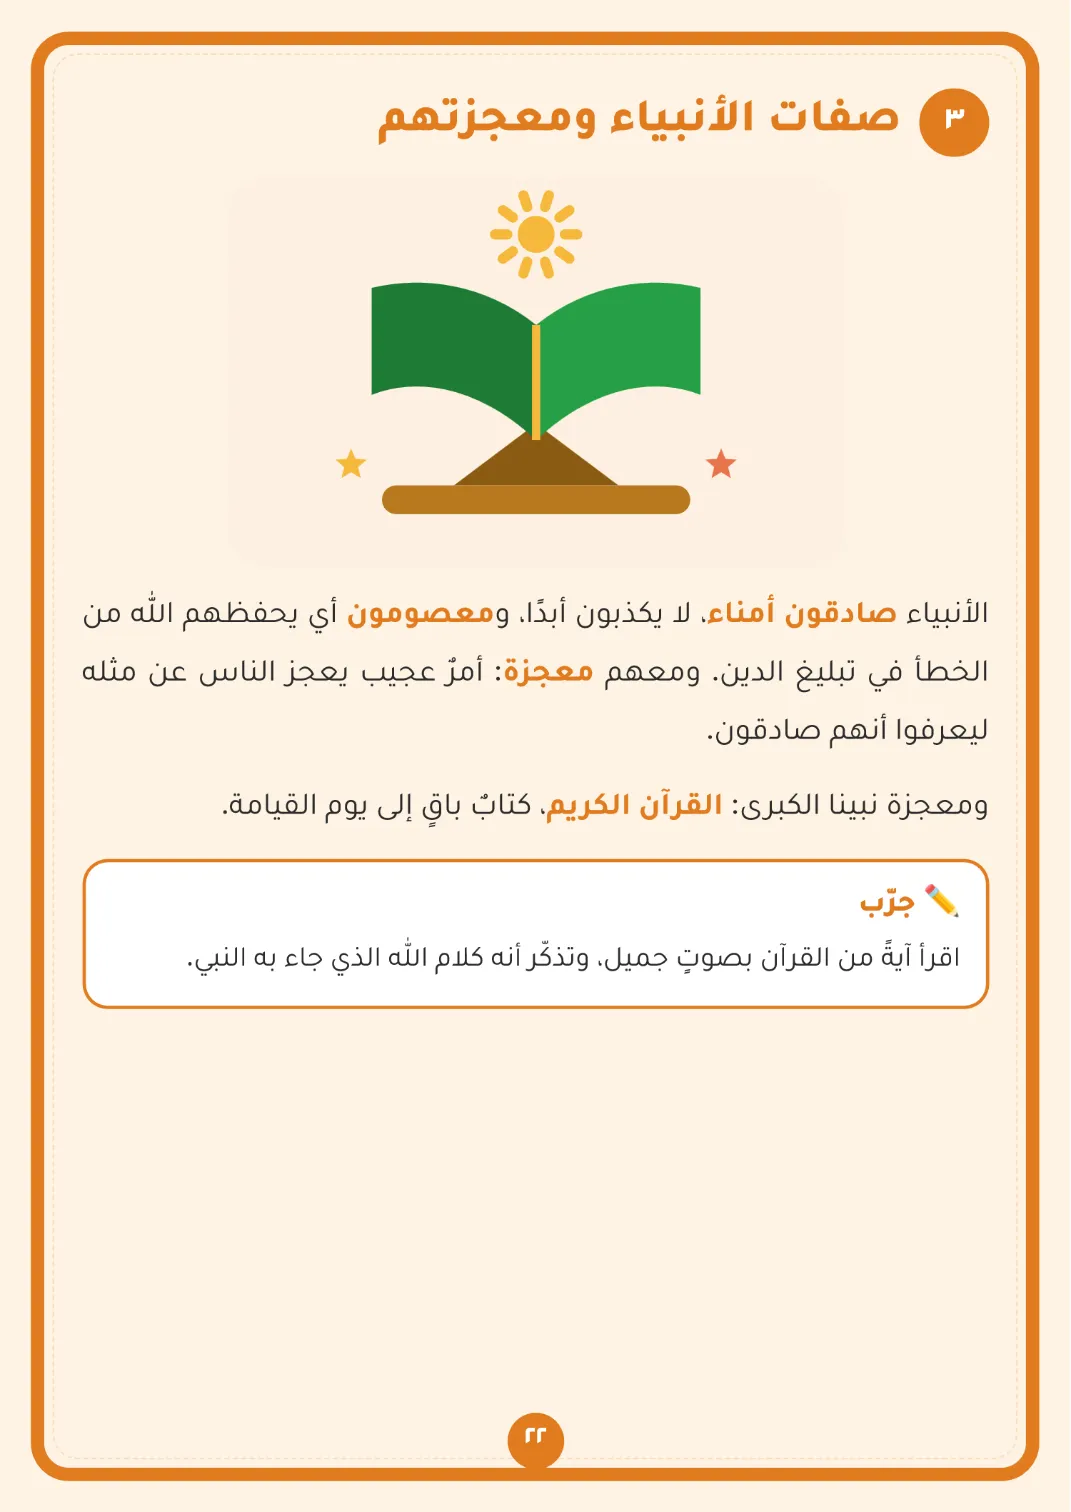 ٣ صفات الأنبياء ومعجزتهم
الأنبياء صادقون أمناء، لا يكذبون أبدًا، ومعصومون أي يحفظهم الله من
الخطأ في تبليغ الدين. ومعهم معجزة: أمرٌ عجيب يعجز الناس عن مثله
ليعرفوا أنهم صادقون.
ومعجزة نبينا الكبرى: القرآن الكريم، كتابٌ باقٍ إلى يوم القيامة.
✏️ جرّب
اقرأ آيةً من القرآن بصوتٍ جميل، وتذكّر أنه كلام الله الذي جاء به النبي.
٢٢